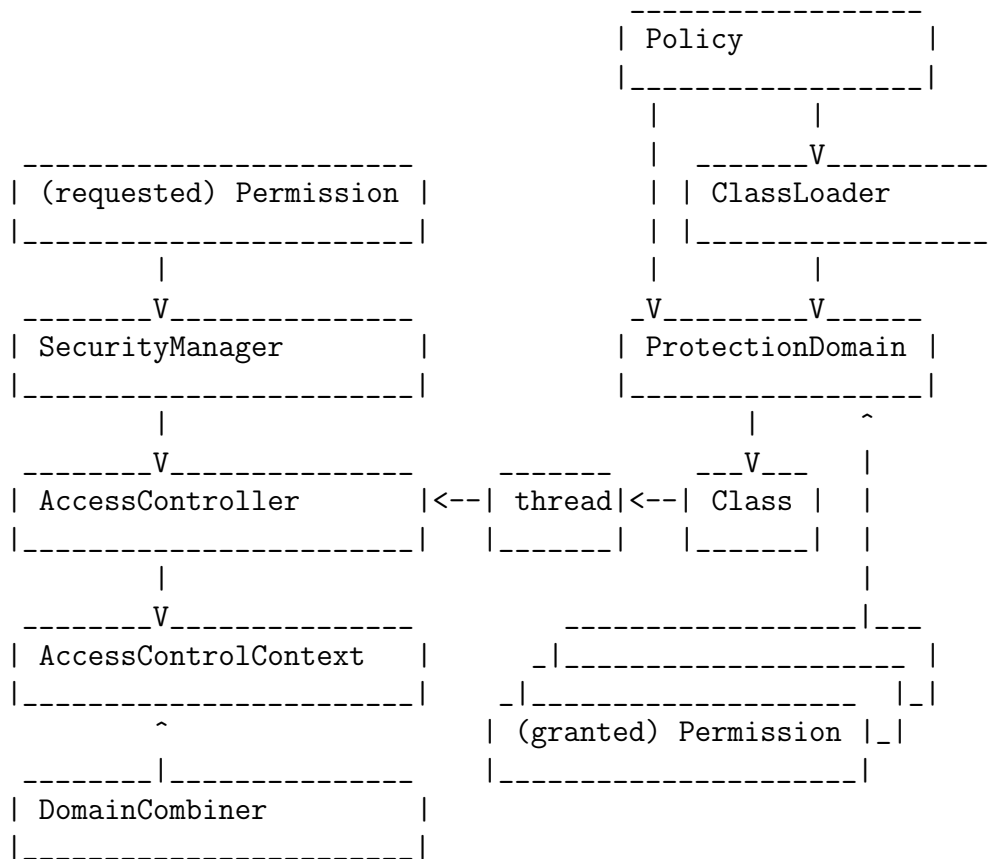 Policy
(requested) Permission
ClassLoader
SecurityManager
ProtectionDomain
AccessController
thread
Class
AccessControlContext
(granted) Permission
DomainCombiner